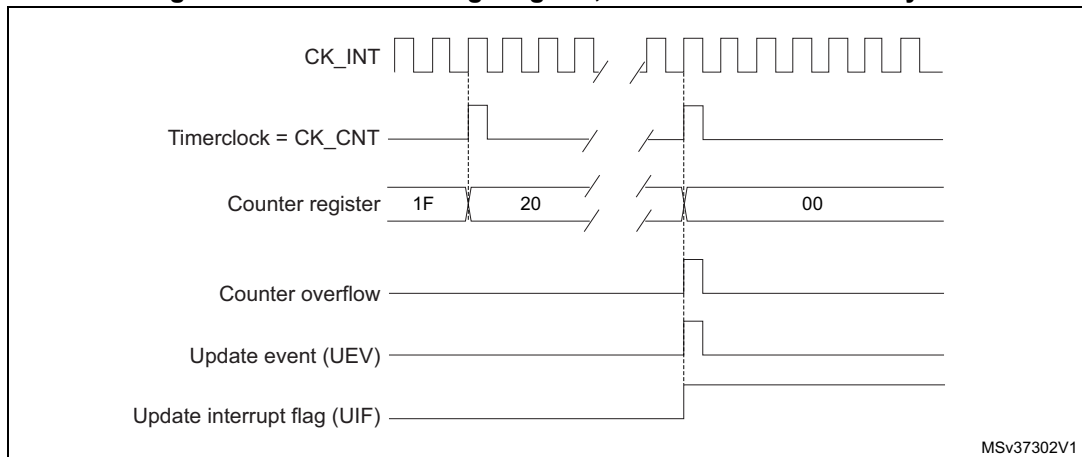 CK_INT
Timerclock = CK_CNT
Counter register
1F
20
00
Counter overflow
Update event (UEV)
Update interrupt flag (UIF)
MSv37302V1